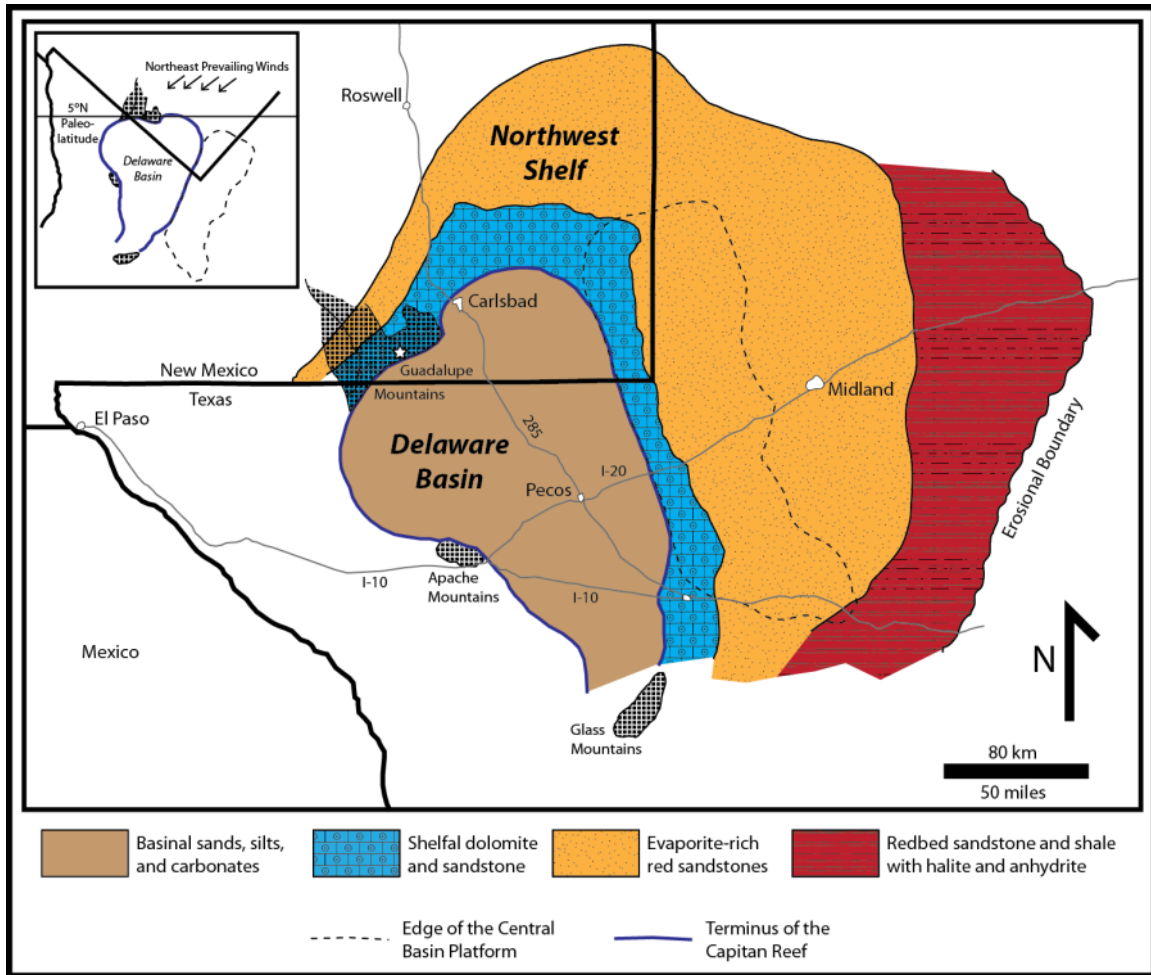 Northeast Prevailing Winds
5°N
Paleo-
latitude
Delaware
Basin
Roswell
Northwest
Shelf
Carlsbad
New Mexico
Texas
Guadalupe
Mountains
El Paso
Delaware
Basin
285
I-20
Midland
Pecos
Erosional Boundary
I-10
Apache
Mountains
I-10
Mexico
Glass
Mountains
N
80 km
50 miles
Basinal sands, silts,
and carbonates
Shelfal dolomite
and sandstone
Evaporite-rich
red sandstones
Redbed sandstone and shale
with halite and anhydrite
Edge of the Central
Basin Platform
Terminus of the
Capitan Reef